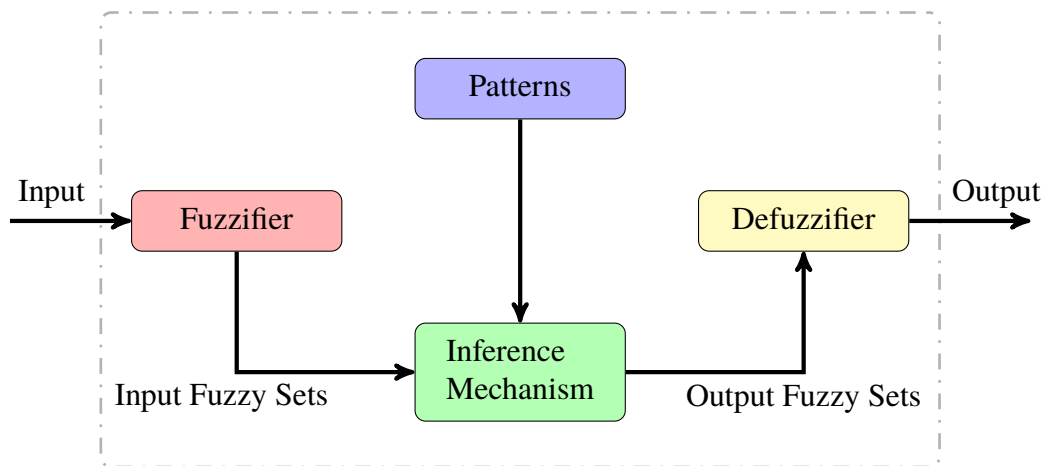 Patterns
Input
Fuzzifier
Defuzzifier
Output
Inference
Mechanism
Input Fuzzy Sets
Output Fuzzy Sets